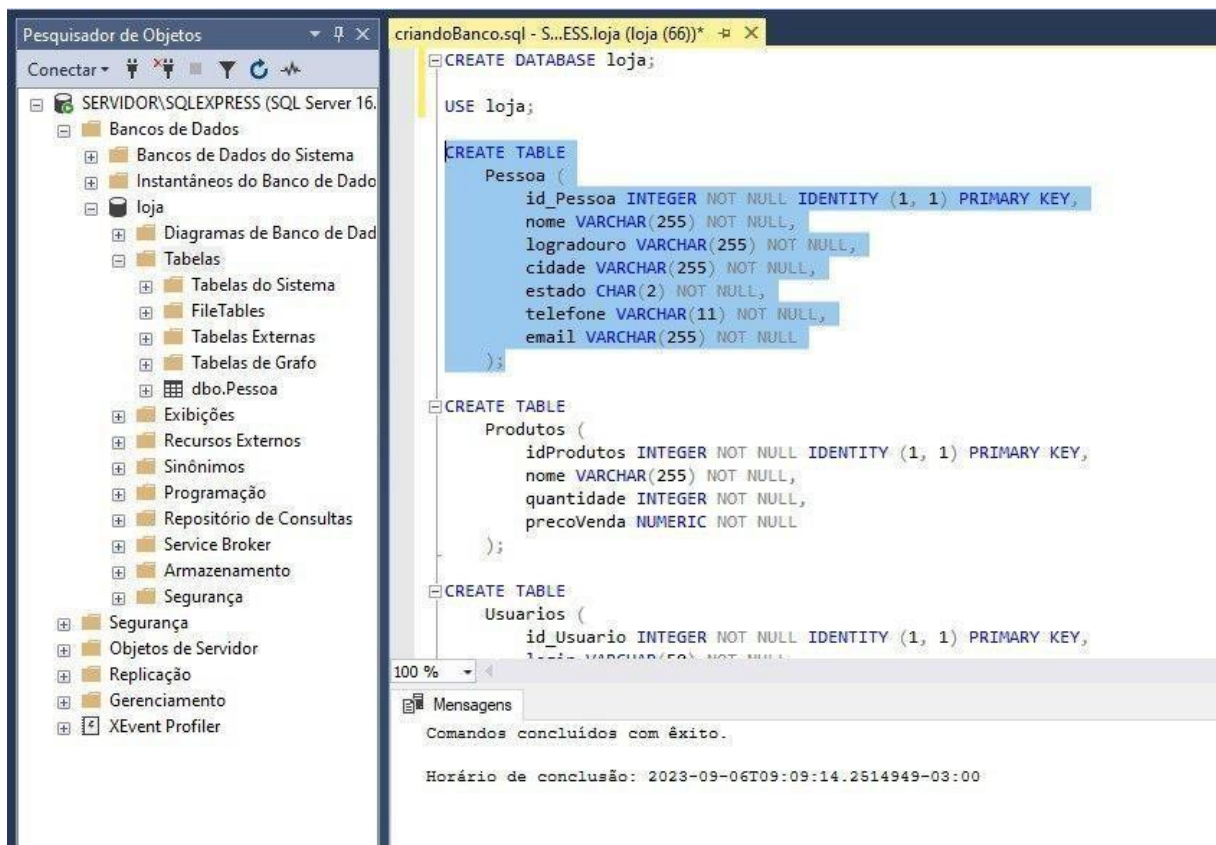 Pesquisador de Objetos
Conectar
SERVIDOR\SQLEXPRESS (SQL Server 16.
Bancos de Dados
Bancos de Dados do Sistema
Instantâneos do Banco de Dado
loja
Diagramas de Banco de Dad
Tabelas
Tabelas do Sistema
FileTables
Tabelas Externas
Tabelas de Grafo
dbo.Pessoa
Exibições
Recursos Externos
Sinônimos
Programação
Repositório de Consultas
Service Broker
Armazenamento
Segurança
Segurança
Objetos de Servidor
Replicação
Gerenciamento
XEvent Profiler
criandoBanco.sql - S...ESS.loja (loja (66))*
CREATE DATABASE loja;
USE loja;
CREATE TABLE
Pessoa (
id_Pessoa INTEGER NOT NULL IDENTITY (1, 1) PRIMARY KEY,
nome VARCHAR(255) NOT NULL,
logradouro VARCHAR(255) NOT NULL,
cidade VARCHAR(255) NOT NULL,
estado CHAR(2) NOT NULL,
telefone VARCHAR(11) NOT NULL,
email VARCHAR(255) NOT NULL
);
CREATE TABLE
Produtos (
idProdutos INTEGER NOT NULL IDENTITY (1, 1) PRIMARY KEY,
nome VARCHAR(255) NOT NULL,
quantidade INTEGER NOT NULL,
precoVenda NUMERIC NOT NULL
);
CREATE TABLE
Usuarios (
id_Usuario INTEGER NOT NULL IDENTITY (1, 1) PRIMARY KEY,
100 %
Mensagens
Comandos concluídos com êxito.
Horário de conclusão: 2023-09-06T09:09:14.2514949-03:00